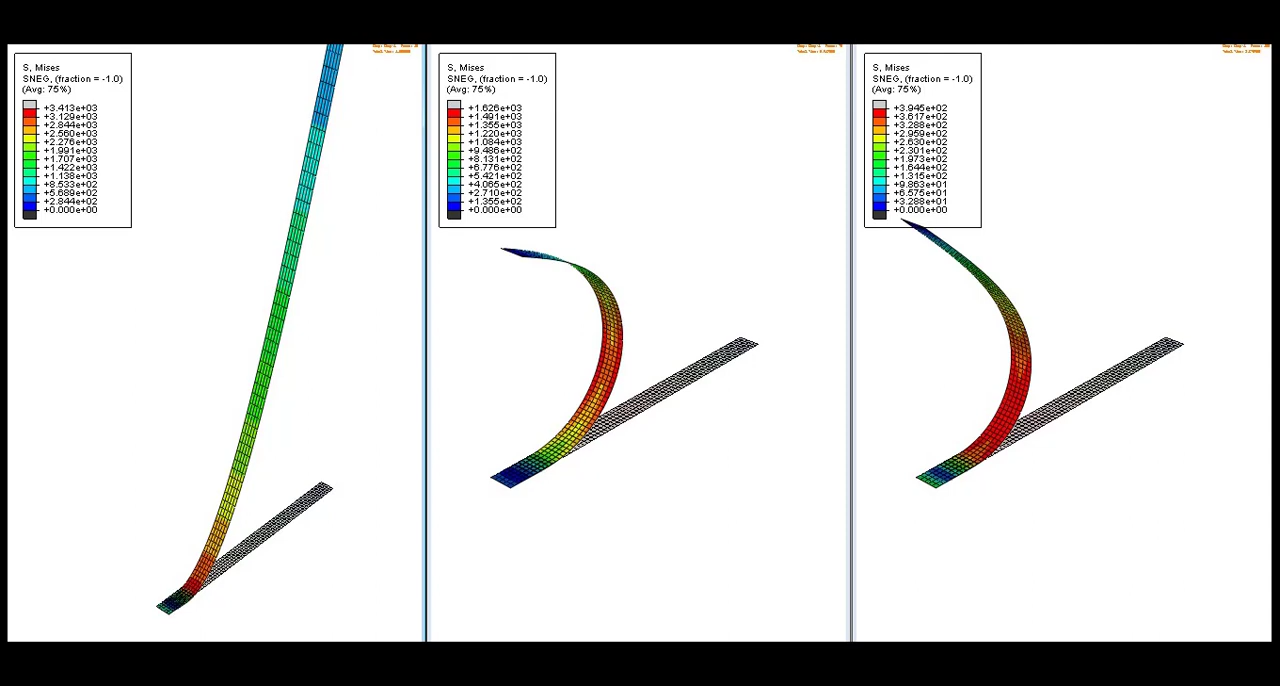 S, Mises
SNEG, (fraction = -1.0)
(Avg: 75%)
+3.413e+03
+3.129e+03
+2.844e+03
+2.560e+03
+2.276e+03
+1.991e+03
+1.707e+03
+1.422e+03
+1.138e+03
+8.533e+02
+5.689e+02
+2.844e+02
+0.000e+00
S, Mises
SNEG, (fraction = -1.0)
(Avg: 75%)
+1.626e+03
+1.491e+03
+1.355e+03
+1.220e+03
+1.084e+03
+9.486e+02
+8.131e+02
+6.776e+02
+5.421e+02
+4.065e+02
+2.710e+02
+1.355e+02
+0.000e+00
S, Mises
SNEG, (fraction = -1.0)
(Avg: 75%)
+3.945e+02
+3.617e+02
+3.288e+02
+2.959e+02
+2.630e+02
+2.301e+02
+1.973e+02
+1.644e+02
+1.315e+02
+9.863e+01
+6.575e+01
+3.288e+01
+0.000e+00